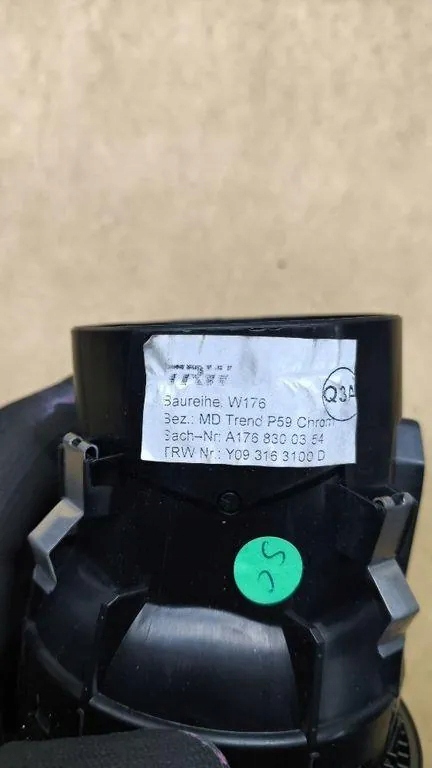 TRW
Baureihe: W176
Bez.: MD Trend P59 Chrom
Sach-Nr: A176 830 03 54
TRW Nr.: Y09 316 3100 D
Q3A